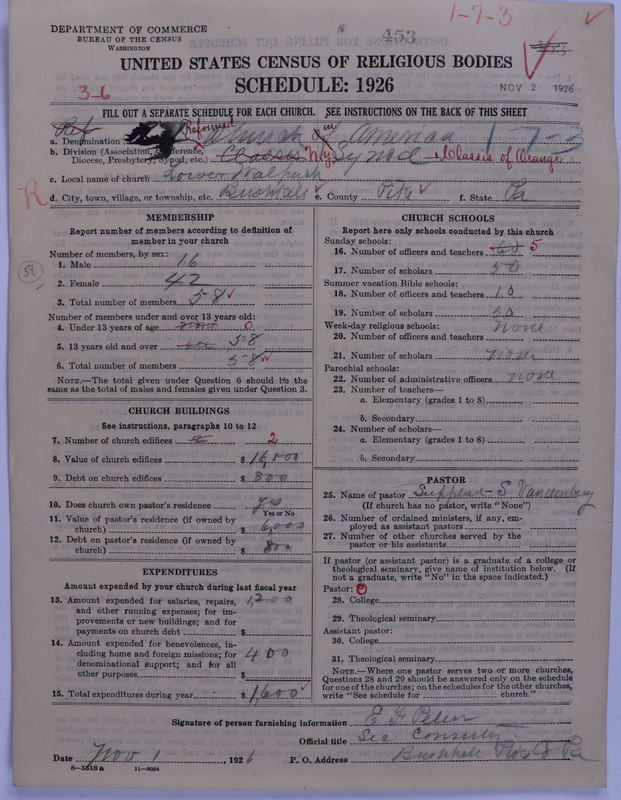 1-7-3
DEPARTMENT OF COMMERCE
BUREAU OF THE CENSUS
WASHINGTON
453
UNITED STATES CENSUS OF RELIGIOUS BODIES
SCHEDULE: 1926
NOV 2 1926
3-6
FILL OUT A SEPARATE SCHEDULE FOR EACH CHURCH. SEE INSTRUCTIONS ON THE BACK OF THIS SHEET
a. Denomination Ref Reformed Church in America 1-7-3
b. Division (Association, Conference, Diocese, Presbytery, Synod, etc.) Classis N/y Synod - Classis of Orange
c. Local name of church Lower Walpack
d. City, town, village, or township, etc. Bushkill e. County Pike f. State Pa
R
MEMBERSHIP
Report number of members according to definition of
member in your church
Number of members, by sex:
1. Male 16
2. Female 42
3. Total number of members 58
58
Number of members under and over 13 years old:
4. Under 13 years of age none 0
5. 13 years old and over 58
6. Total number of members 58
NOTE.—The total given under Question 6 should be the
same as the total of males and females given under Question 3.
CHURCH BUILDINGS
See instructions, paragraphs 10 to 12
7. Number of church edifices 2 2
8. Value of church edifices $ 16,000
9. Debt on church edifices $ 800
10. Does church own pastor's residence yes
Yes or No
11. Value of pastor's residence (if owned by
church) $ 6,000
12. Debt on pastor's residence (if owned by
church) $ 800
EXPENDITURES
Amount expended by your church during last fiscal year
13. Amount expended for salaries, repairs,
and other running expenses; for im-
provements or new buildings; and for
payments on church debt $ 1,200
14. Amount expended for benevolences, in-
cluding home and foreign missions; for
denominational support; and for all
other purposes $ 400
15. Total expenditures during year $ 1,600
CHURCH SCHOOLS
Report here only schools conducted by this church
Sunday schools:
16. Number of officers and teachers 5
17. Number of scholars 50
Summer vacation Bible schools:
18. Number of officers and teachers 10
19. Number of scholars 50
Week-day religious schools:
20. Number of officers and teachers none
21. Number of scholars none
Parochial schools:
22. Number of administrative officers none
23. Number of teachers—
a. Elementary (grades 1 to 8)
b. Secondary
24. Number of scholars—
a. Elementary (grades 1 to 8)
b. Secondary
PASTOR
25. Name of pastor S Vandenberg
(If church has no pastor, write "None")
26. Number of ordained ministers, if any, em-
ployed as assistant pastors
27. Number of other churches served by the
pastor or his assistants
If pastor (or assistant pastor) is a graduate of a college or
theological seminary, give name of institution below. (If
not a graduate, write "No" in the space indicated.)
Pastor: 0
28. College
29. Theological seminary
Assistant pastor:
30. College
31. Theological seminary
NOTE.—Where one pastor serves two or more churches,
Questions 28 and 29 should be answered only on the schedule
for one of the churches; on the schedules for the other churches,
write "See schedule for church."
Signature of person furnishing information E F
Official title Sec
Date Nov 1, 1926 P. O. Address Bushkill Pa
8-5518a 11-9064